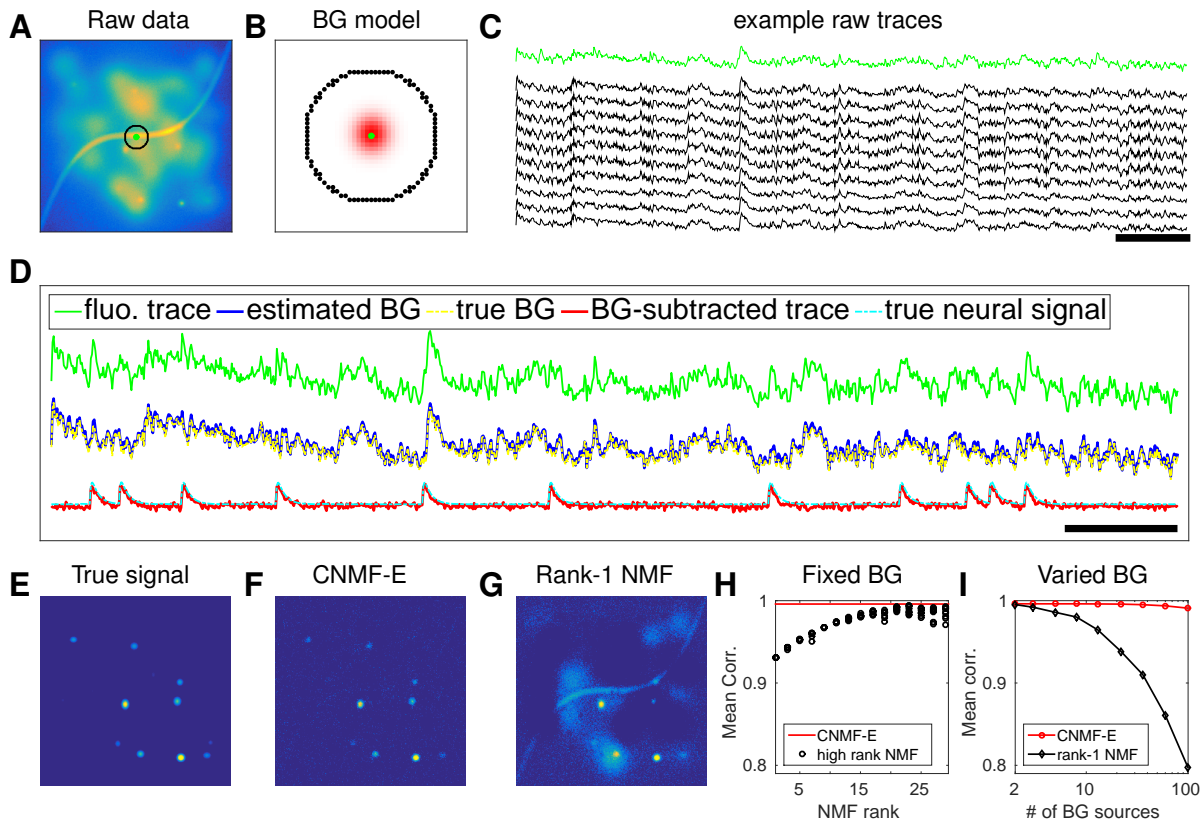 A Raw data
B BG model
C example raw traces
D
fluo. trace estimated BG true BG BG-subtracted trace true neural signal
E True signal
F CNMF-E
G Rank-1 NMF
H Fixed BG
1
0.9
0.8
Mean Corr.
CNMF-E
high rank NMF
5 15 25
NMF rank
I Varied BG
1
0.9
0.8
Mean corr.
CNMF-E
rank-1 NMF
2 10 100
# of BG sources